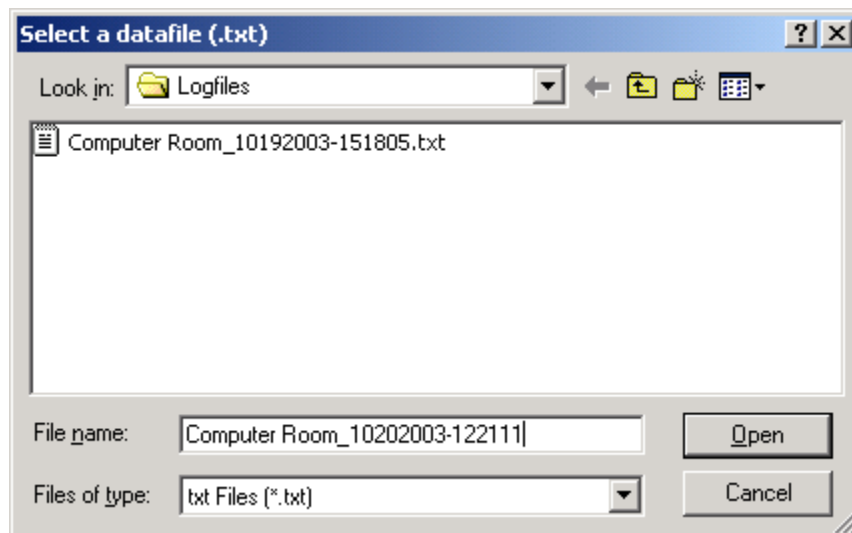 Select a datafile (.txt)
Look in: Logfiles
Computer Room_10192003-151805.txt
File name: Computer Room_10202003-122111 Open
Files of type: txt Files (*.txt) Cancel